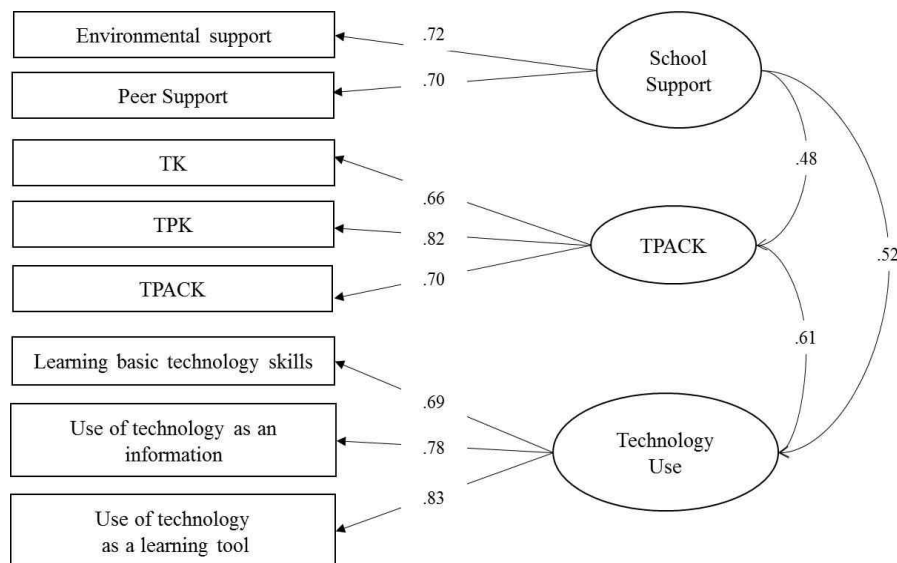 Environmental support
.72
School
Support
.70
Peer Support
TK
.48
.66
TPK
.82
TPACK
.52
.70
TPACK
.61
Learning basic technology skills
.69
Use of technology as an
information
.78
Technology
Use
.83
Use of technology
as a learning tool